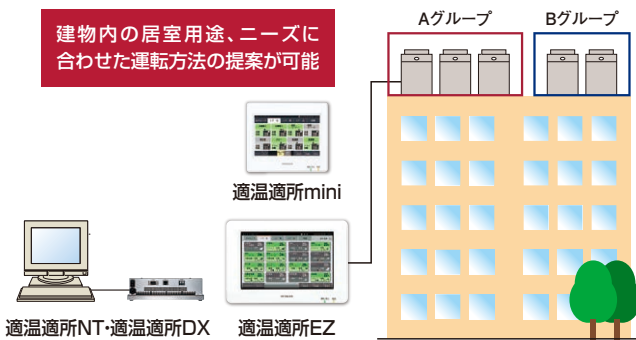 建物内の居室用途、ニーズに
合わせた運転方法の提案が可能
Aグループ
Bグループ
適温適所mini
適温適所NT・適温適所DX
適温適所EZ